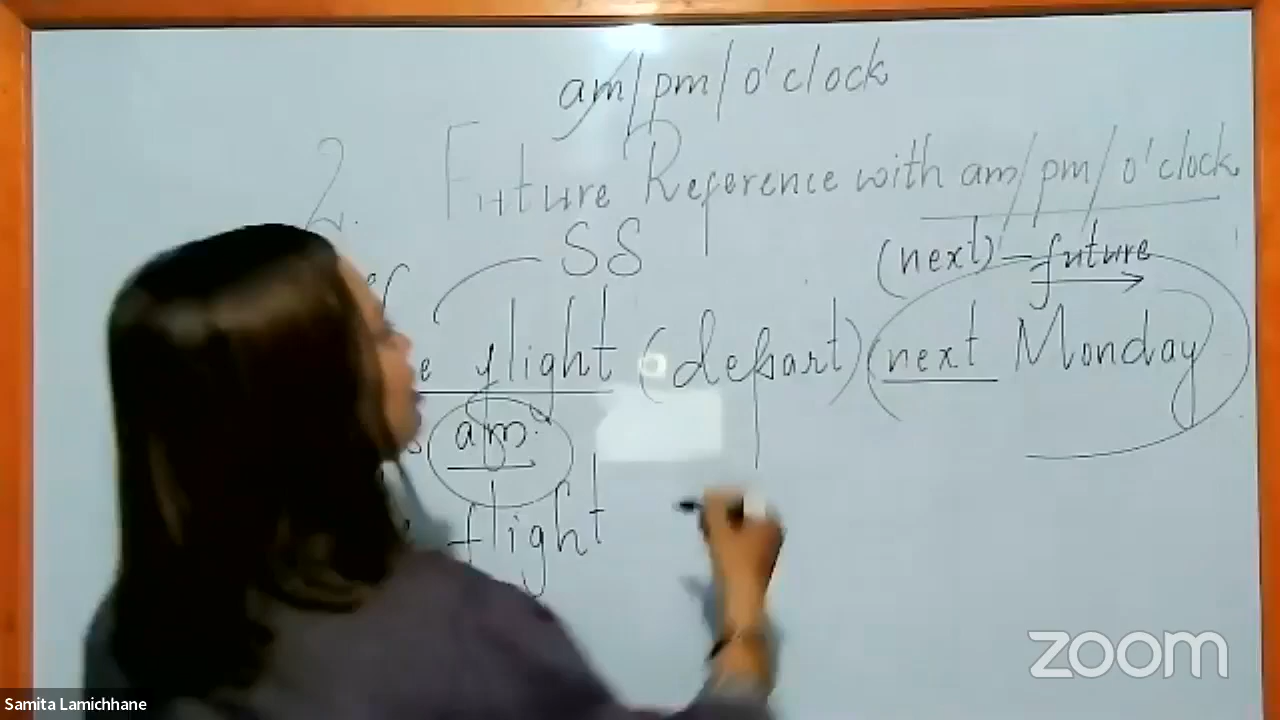 am/pm/o'clock
2. Future Reference with am/pm/o'clock
SS
(next) – future
flight (depart) (next Monday
am.
flight
zoom
Samita Lamichhane